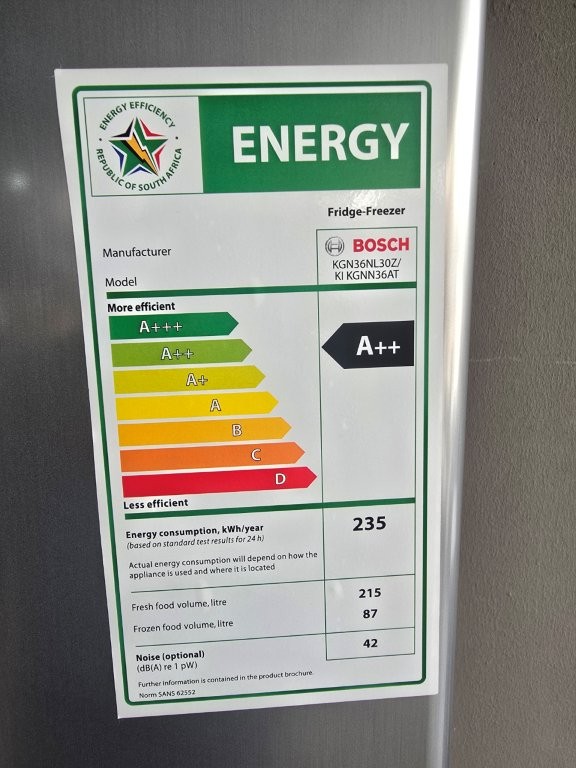 ENERGY EFFICIENCY
REPUBLIC OF SOUTH AFRICA
ENERGY
Fridge-Freezer
Manufacturer
BOSCH
Model
KGN36NL30Z/
KI KGNN36AT
More efficient
A+++
A++
A++
A+
A
B
C
D
Less efficient
Energy consumption, kWh/year
235
(based on standard test results for 24 h)
Actual energy consumption will depend on how the
appliance is used and where it is located
Fresh food volume, litre
215
Frozen food volume, litre
87
Noise (optional)
42
(dB(A) re 1 pW)
Further information is contained in the product brochure.
Norm SANS 62552